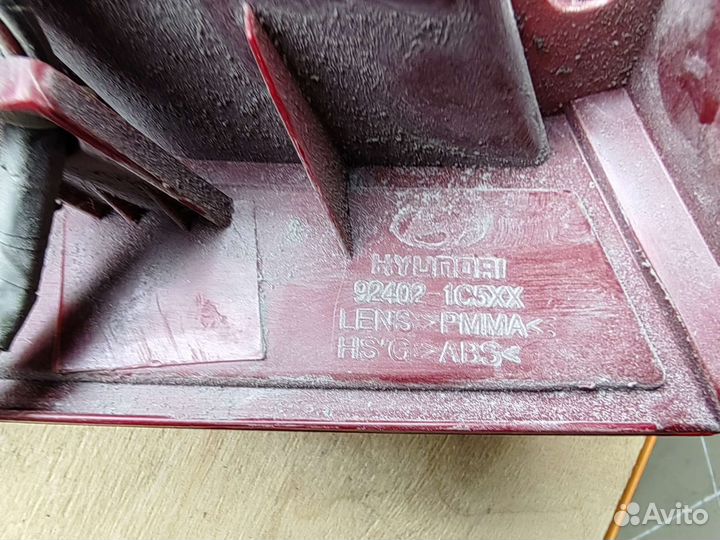 HYUNDAI
92402-1C5XX
LENS >PMMA<
HS'G >ABS<
Avito